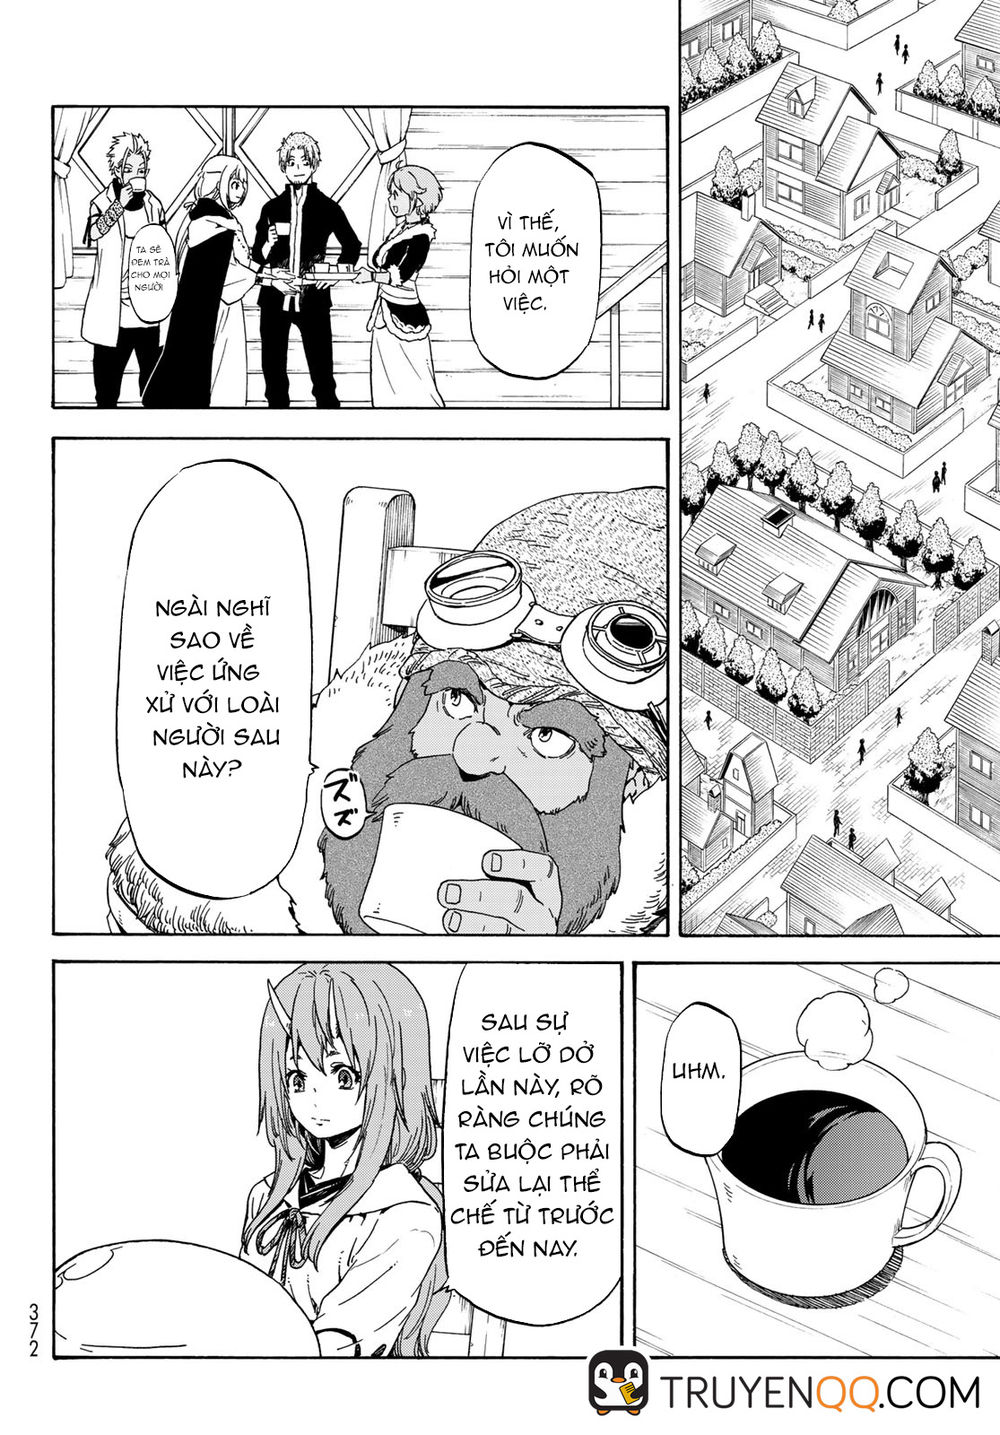 VÌ THẾ,
TÔI MUỐN
HỎI MỘT
VIỆC.
TA SẼ
ĐEM TRÀ
CHO MỌI
NGƯỜI
NGÀI NGHĨ
SAO VỀ
VIỆC ỨNG
XỬ VỚI LOÀI
NGƯỜI SAU
NÀY?
ズズ
UHM.
SAU SỰ
VIỆC LỠ DỞ
LẦN NÀY, RÕ
RÀNG CHÚNG
TA BUỘC PHẢI
SỬA LẠI THỂ
CHẾ TỪ TRƯỚC
ĐẾN NAY.
372
TRUYENQQ.COM